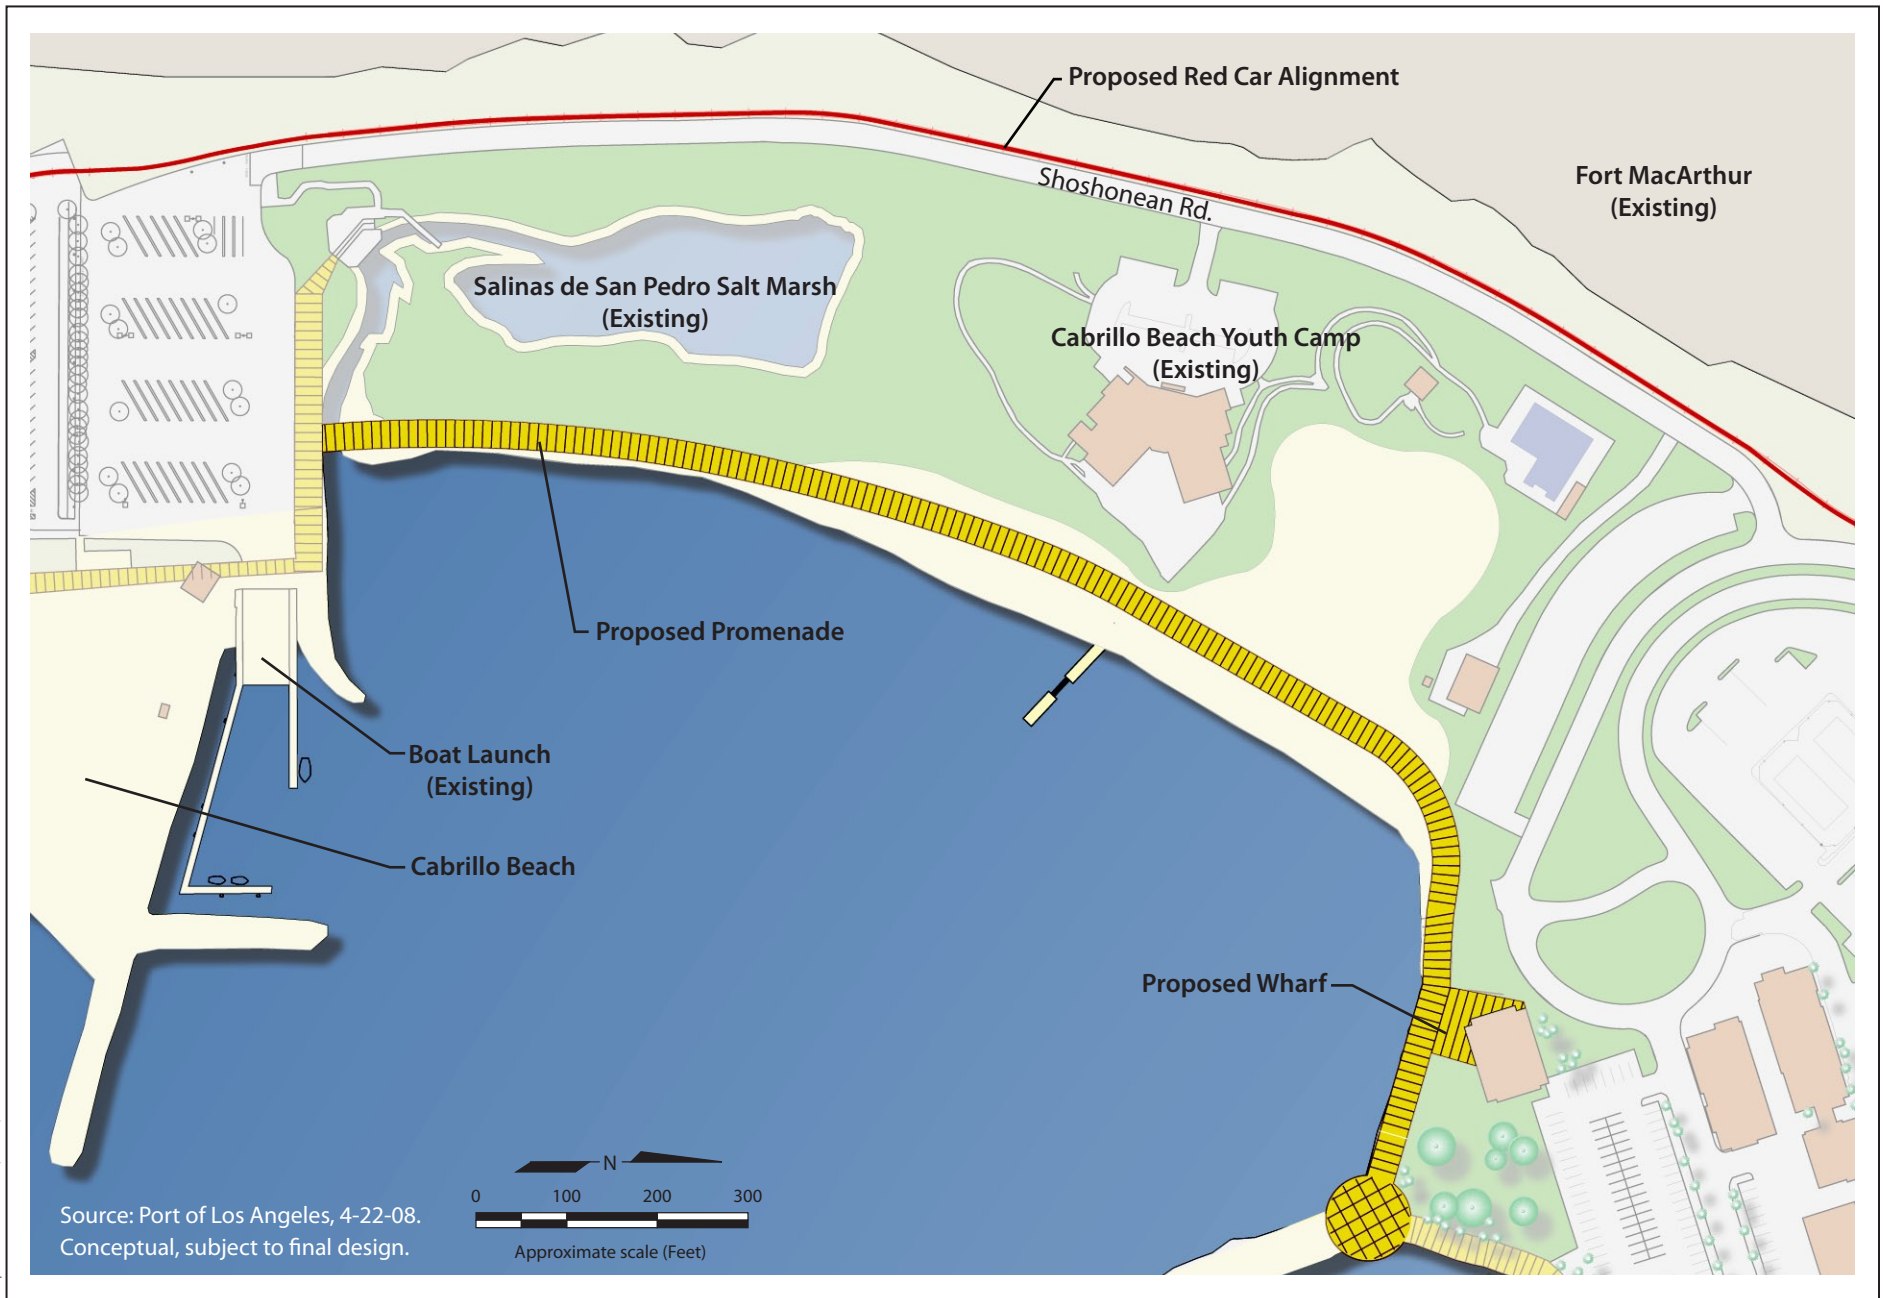 Proposed Red Car Alignment
Fort MacArthur
(Existing)
Shoshonean Rd.
Salinas de San Pedro Salt Marsh
(Existing)
Cabrillo Beach Youth Camp
(Existing)
Proposed Promenade
Boat Launch
(Existing)
Cabrillo Beach
Proposed Wharf
N
0 100 200 300
Approximate scale (Feet)
Source: Port of Los Angeles, 4-22-08.
Conceptual, subject to final design.